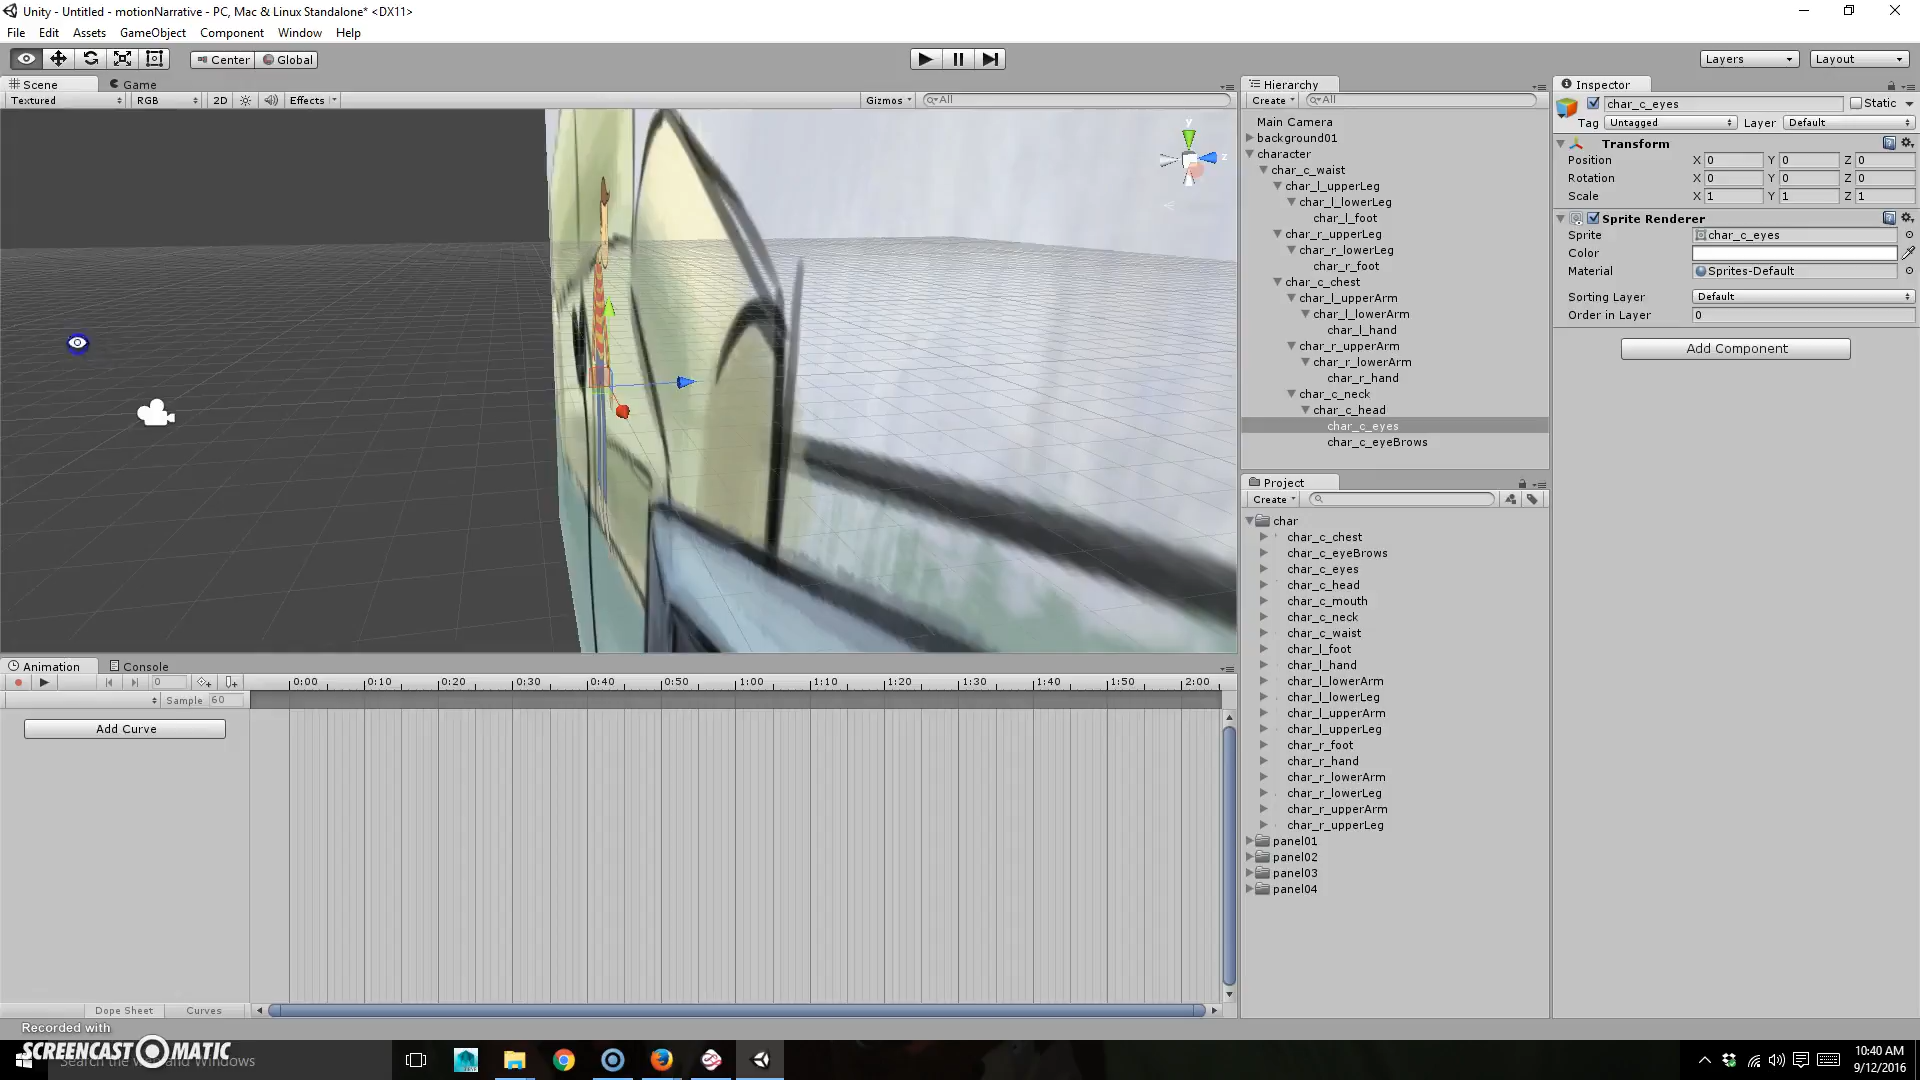 Unity - Untitled - motionNarrative - PC, Mac & Linux Standalone* <DX11>
File Edit Assets GameObject Component Window Help
Center Global
Layers Layout
Scene Game
Textured RGB 2D Effects Gizmos All
Hierarchy
Create All
Main Camera
background01
character
char_c_waist
char_l_upperLeg
char_l_lowerLeg
char_l_foot
char_r_upperLeg
char_r_lowerLeg
char_r_foot
char_c_chest
char_l_upperArm
char_l_lowerArm
char_l_hand
char_r_upperArm
char_r_lowerArm
char_r_hand
char_c_neck
char_c_head
char_c_eyes
char_c_eyeBrows
y
z
Inspector
char_c_eyes Static
Tag Untagged Layer Default
Transform
Position X 0 Y 0 Z 0
Rotation X 0 Y 0 Z 0
Scale X 1 Y 1 Z 1
Sprite Renderer
Sprite char_c_eyes
Color
Material Sprites-Default
Sorting Layer Default
Order in Layer 0
Add Component
Project
Create
char
char_c_chest
char_c_eyeBrows
char_c_eyes
char_c_head
char_c_mouth
char_c_neck
char_c_waist
char_l_foot
char_l_hand
char_l_lowerArm
char_l_lowerLeg
char_l_upperArm
char_l_upperLeg
char_r_foot
char_r_hand
char_r_lowerArm
char_r_lowerLeg
char_r_upperArm
char_r_upperLeg
panel01
panel02
panel03
panel04
Animation Console
0 0:00 0:10 0:20 0:30 0:40 0:50 1:00 1:10 1:20 1:30 1:40 1:50 2:00
Sample 60
Add Curve
Dope Sheet Curves
Recorded with
SCREENCAST MATIC
Search the web and Windows
10:40 AM
9/12/2016